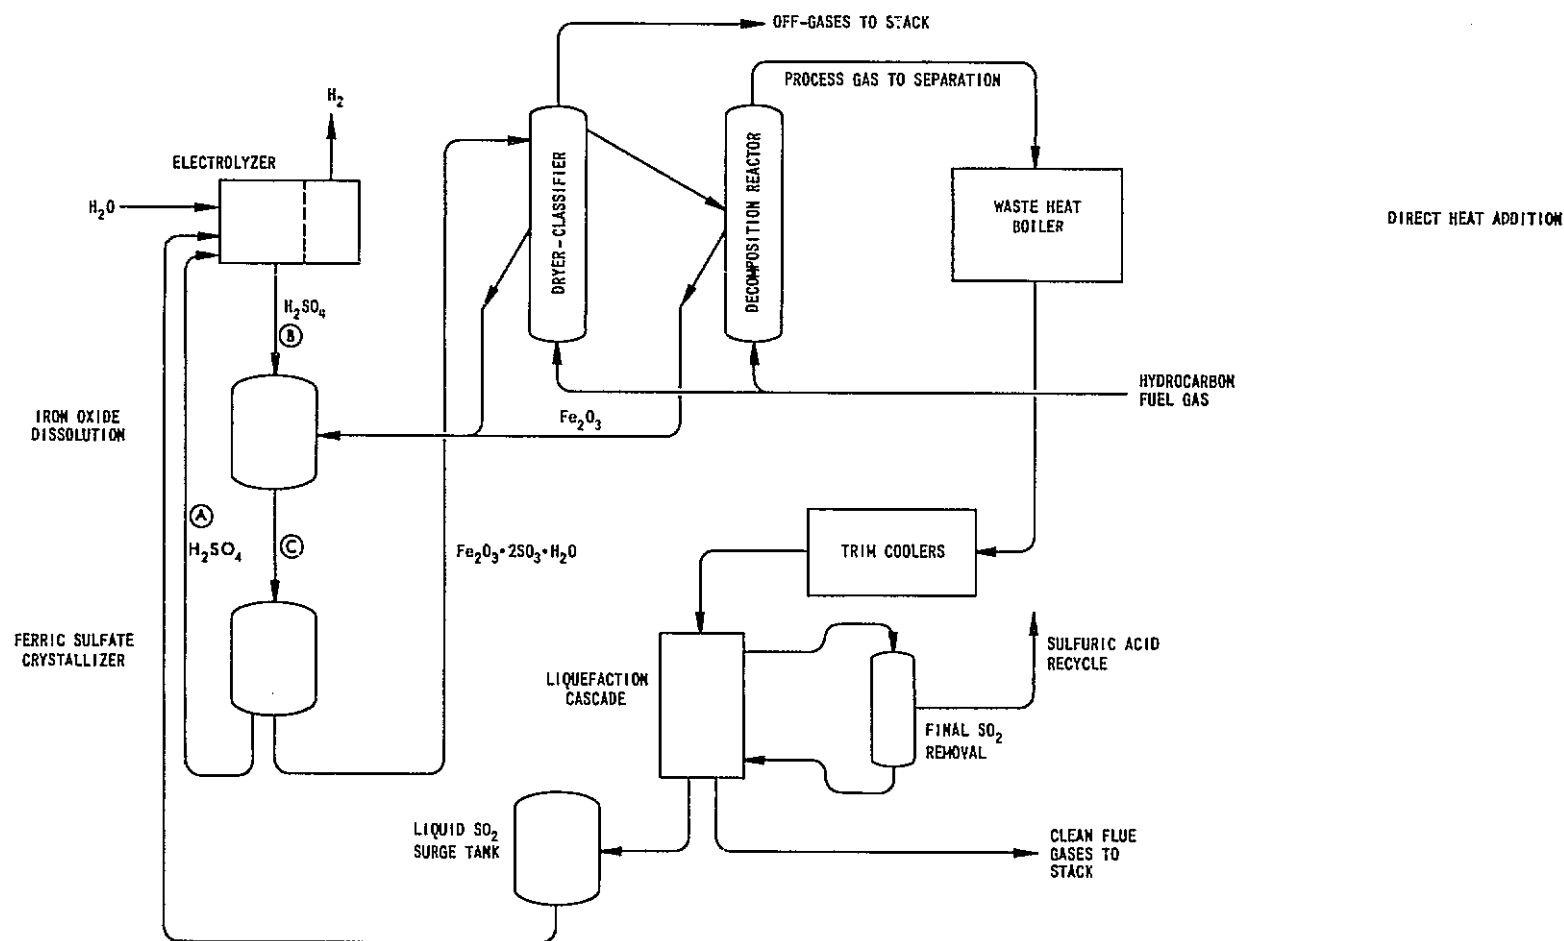 OFF-GASES TO STACK
PROCESS GAS TO SEPARATION
H₂
ELECTROLYZER
H₂O
DRYER-CLASSIFIER
DECOMPOSITION REACTOR
WASTE HEAT
BOILER
DIRECT HEAT ADDITION
H₂SO₄
B
HYDROCARBON
FUEL GAS
IRON OXIDE
DISSOLUTION
Fe₂O₃
A
H₂SO₄
C
Fe₂O₃·2SO₃·H₂O
TRIM COOLERS
FERRIC SULFATE
CRYSTALLIZER
SULFURIC ACID
RECYCLE
LIQUEFACTION
CASCADE
FINAL SO₂
REMOVAL
LIQUID SO₂
SURGE TANK
CLEAN FLUE
GASES TO
STACK